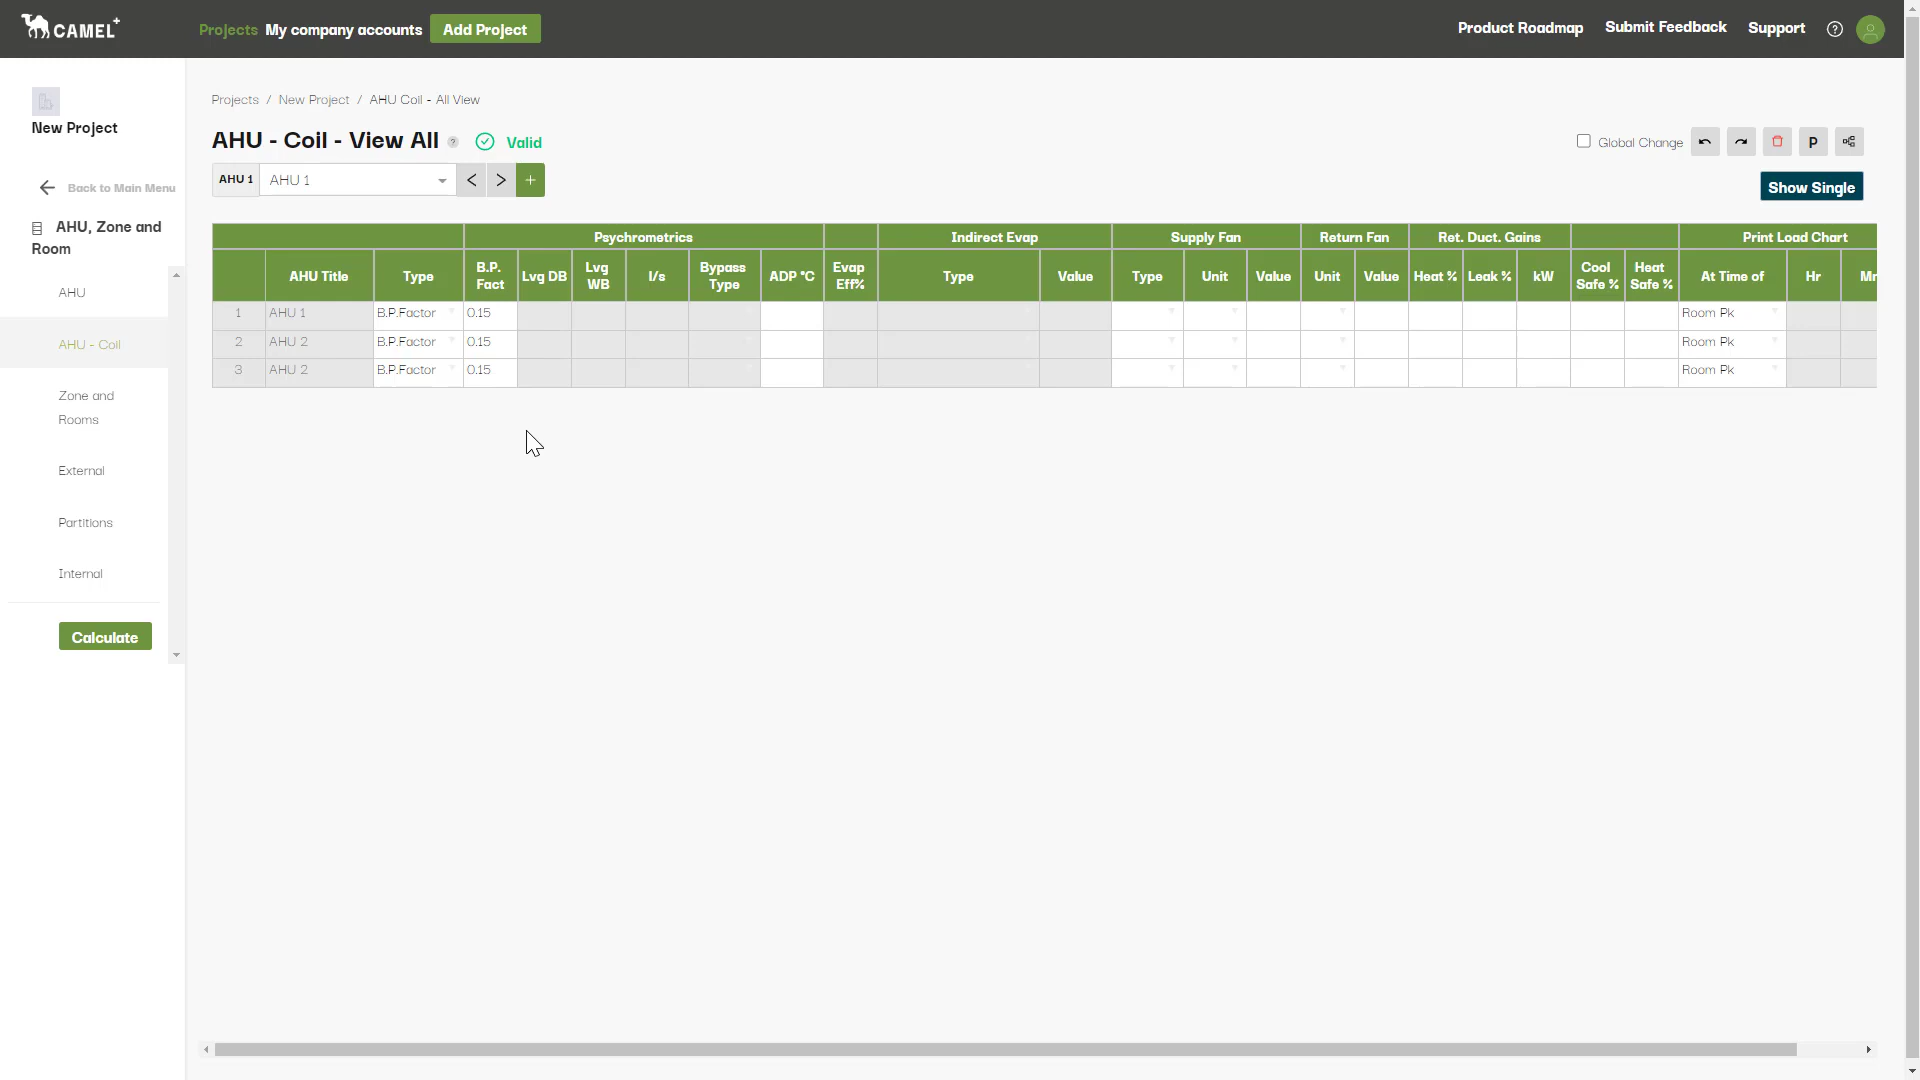 CAMEL+
Projects My company accounts Add Project
Product Roadmap Submit Feedback Support ?
New Project
Back to Main Menu
AHU, Zone and
Room
AHU
AHU - Coil
Zone and
Rooms
External
Partitions
Internal
Calculate
Projects / New Project / AHU Coil - All View
AHU - Coil - View All ? Valid
Global Change P
AHU 1 AHU 1 < > +
Show Single
Psychrometrics Indirect Evap Supply Fan Return Fan Ret. Duct. Gains Print Load Chart
AHU Title Type B.P. Fact Lvg DB Lvg WB l/s Bypass Type ADP °C Evap Eff% Type Value Type Unit Value Unit Value Heat % Leak % kW Cool Safe % Heat Safe % At Time of Hr
1 AHU 1 B.P.Factor 0.15 Room Pk
2 AHU 2 B.P.Factor 0.15 Room Pk
3 AHU 2 B.P.Factor 0.15 Room Pk